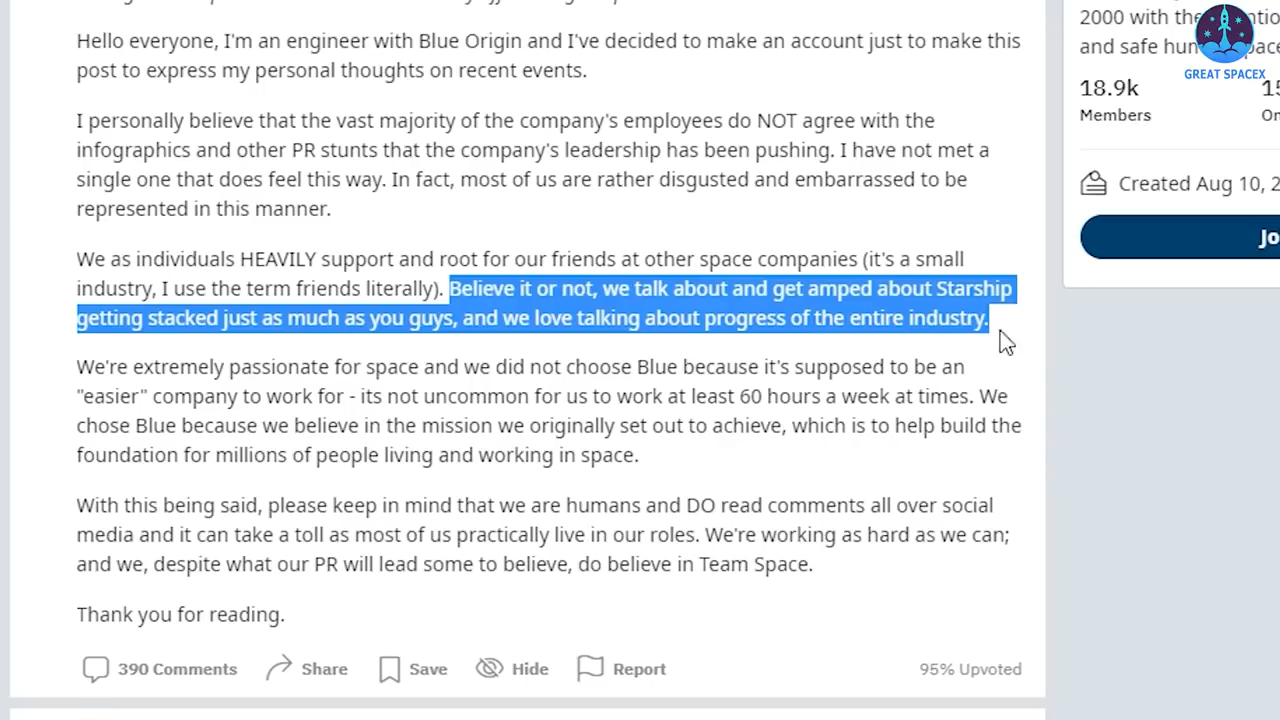 Hello everyone, I'm an engineer with Blue Origin and I've decided to make an account just to make this
post to express my personal thoughts on recent events.
I personally believe that the vast majority of the company's employees do NOT agree with the
infographics and other PR stunts that the company's leadership has been pushing. I have not met a
single one that does feel this way. In fact, most of us are rather disgusted and embarrassed to be
represented in this manner.
We as individuals HEAVILY support and root for our friends at other space companies (it's a small
industry, I use the term friends literally). Believe it or not, we talk about and get amped about Starship
getting stacked just as much as you guys, and we love talking about progress of the entire industry.
We're extremely passionate for space and we did not choose Blue because it's supposed to be an
"easier" company to work for - its not uncommon for us to work at least 60 hours a week at times. We
chose Blue because we believe in the mission we originally set out to achieve, which is to help build the
foundation for millions of people living and working in space.
With this being said, please keep in mind that we are humans and DO read comments all over social
media and it can take a toll as most of us practically live in our roles. We're working as hard as we can;
and we, despite what our PR will lead some to believe, do believe in Team Space.
Thank you for reading.
390 Comments Share Save Hide Report 95% Upvoted
2000 with the
and safe
GREAT SPACEX
18.9k
Members
Created Aug 10,